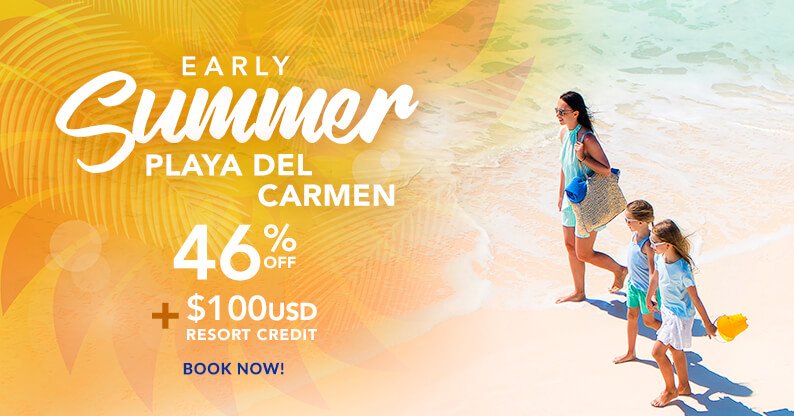 EARLY
Summer
PLAYA DEL
CARMEN
46% OFF
+ $100USD
RESORT CREDIT
BOOK NOW!